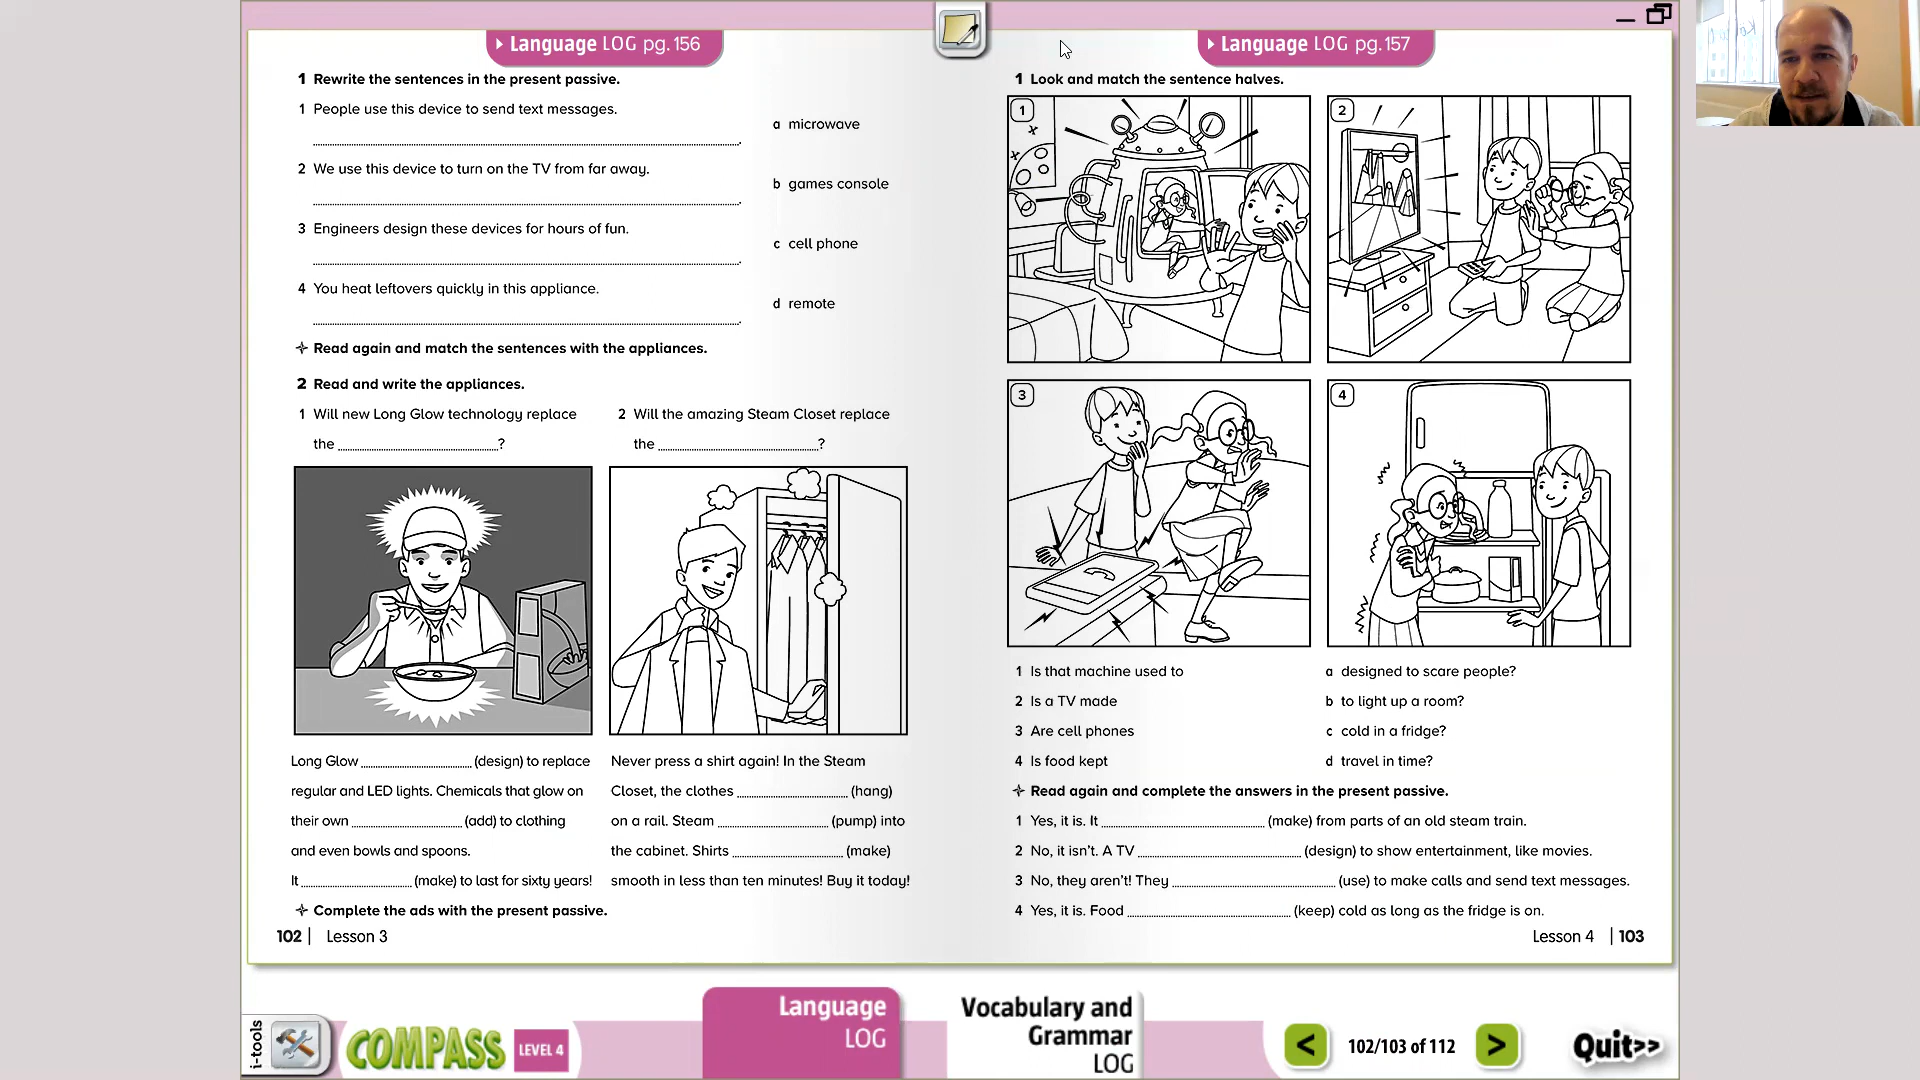 Language LOG pg.156
1 Rewrite the sentences in the present passive.
1 People use this device to send text messages.
a microwave
2 We use this device to turn on the TV from far away.
b games console
3 Engineers design these devices for hours of fun.
c cell phone
4 You heat leftovers quickly in this appliance.
d remote
Read again and match the sentences with the appliances.
2 Read and write the appliances.
1 Will new Long Glow technology replace
the ?
2 Will the amazing Steam Closet replace
the ?
Long Glow (design) to replace
regular and LED lights. Chemicals that glow on
their own (add) to clothing
and even bowls and spoons.
It (make) to last for sixty years!
Never press a shirt again! In the Steam
Closet, the clothes (hang)
on a rail. Steam (pump) into
the cabinet. Shirts (make)
smooth in less than ten minutes! Buy it today!
Complete the ads with the present passive.
102 | Lesson 3
Language LOG pg.157
1 Look and match the sentence halves.
1
2
3
4
1 Is that machine used to
2 Is a TV made
3 Are cell phones
4 Is food kept
a designed to scare people?
b to light up a room?
c cold in a fridge?
d travel in time?
Read again and complete the answers in the present passive.
1 Yes, it is. It (make) from parts of an old steam train.
2 No, it isn't. A TV (design) to show entertainment, like movies.
3 No, they aren't! They (use) to make calls and send text messages.
4 Yes, it is. Food (keep) cold as long as the fridge is on.
Lesson 4 | 103
i-tools
COMPASS LEVEL 4
Language
LOG
Vocabulary and
Grammar
LOG
< 102/103 of 112 >
Quit>>